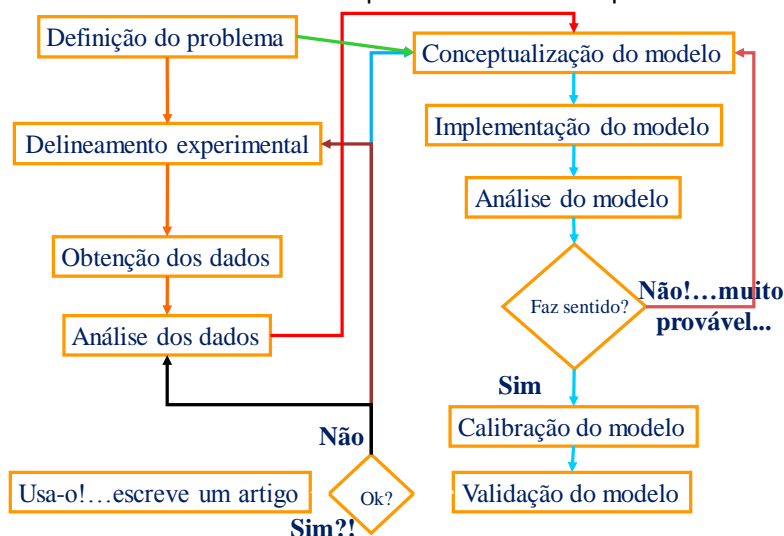 Definição do problema
Conceptualização do modelo
Delineamento experimental
Implementação do modelo
Análise do modelo
Obtenção dos dados
Faz sentido?
Não!…muito
provável...
Análise dos dados
Sim
Calibração do modelo
Não
Usa-o!…escreve um artigo
Ok?
Validação do modelo
Sim?!